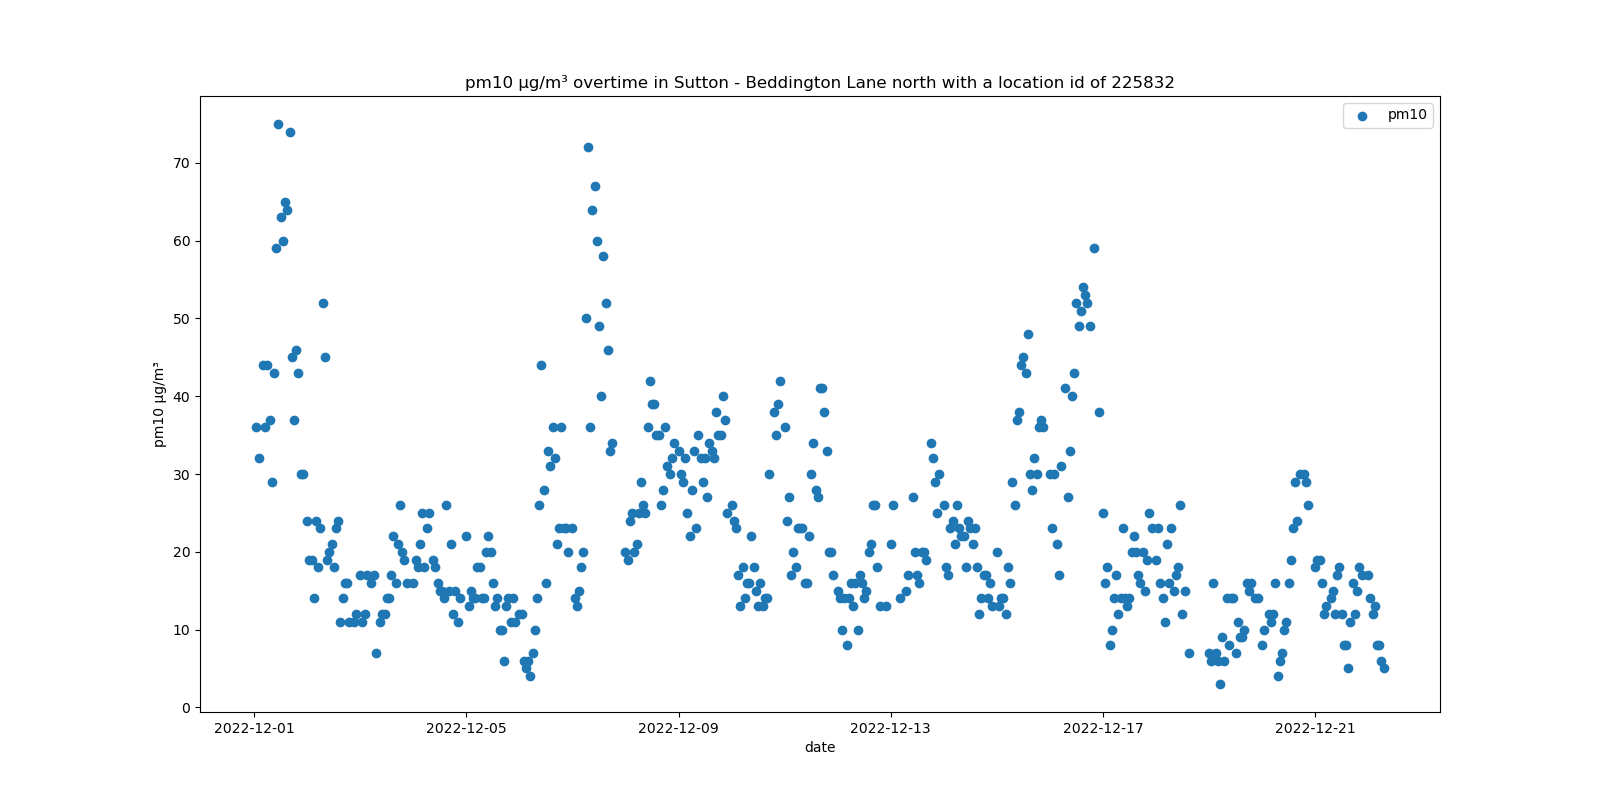 pm10 µg/m³ overtime in Sutton - Beddington Lane north with a location id of 225832
pm10
70
60
50
40
30
20
10
0
pm10 µg/m³
2022-12-01 2022-12-05 2022-12-09 2022-12-13 2022-12-17 2022-12-21
date